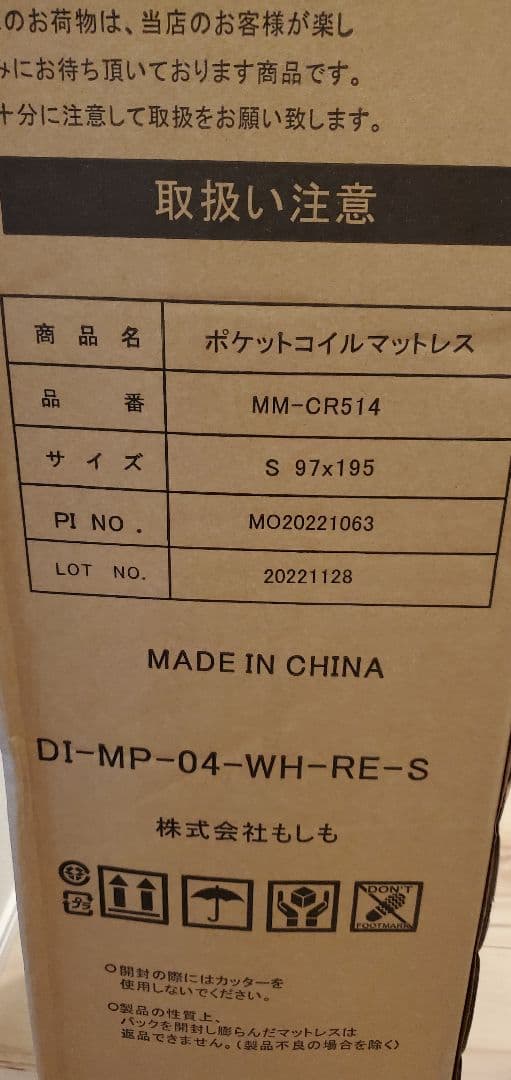 のお荷物は、当店のお客様が楽し
みにお待ち頂いております商品です。
十分に注意して取扱をお願い致します。
取扱い注意
商品名 ポケットコイルマットレス
品番 MM-CR514
サイズ S 97x195
PI NO. MO20221063
LOT NO. 20221128
MADE IN CHINA
DI-MP-04-WH-RE-S
株式会社もしも
プラ
DON'T
FOOTMARK
○開封の際にはカッターを
使用しないでください。
○製品の性質上、
パックを開封し膨らんだマットレスは
返品できません。(製品不良の場合を除く)